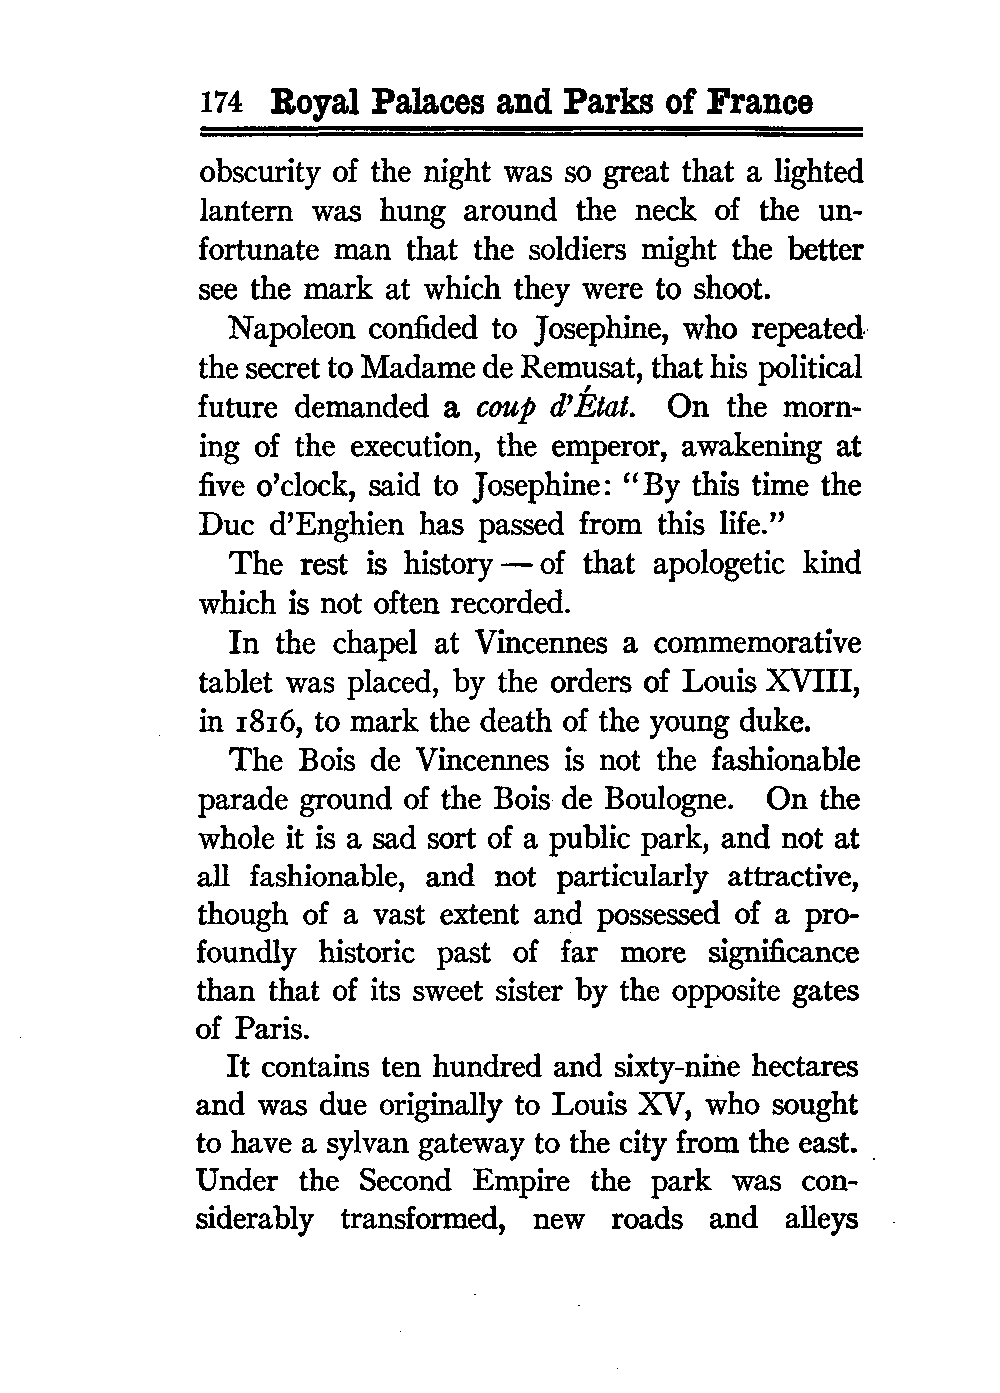 174 Royal Palaces and Parks of France
obscurity of the night was so great that a lighted
lantern was hung around the neck of the un-
fortunate man that the soldiers might the better
see the mark at which they were to shoot.
Napoleon confided to Josephine, who repeated
the secret to Madame de Remusat, that his political
future demanded a coup d'État. On the morn-
ing of the execution, the emperor, awakening at
five o'clock, said to Josephine: "By this time the
Duc d'Enghien has passed from this life."
The rest is history — of that apologetic kind
which is not often recorded.
In the chapel at Vincennes a commemorative
tablet was placed, by the orders of Louis XVIII,
in 1816, to mark the death of the young duke.
The Bois de Vincennes is not the fashionable
parade ground of the Bois de Boulogne. On the
whole it is a sad sort of a public park, and not at
all fashionable, and not particularly attractive,
though of a vast extent and possessed of a pro-
foundly historic past of far more significance
than that of its sweet sister by the opposite gates
of Paris.
It contains ten hundred and sixty-nine hectares
and was due originally to Louis XV, who sought
to have a sylvan gateway to the city from the east.
Under the Second Empire the park was con-
siderably transformed, new roads and alleys